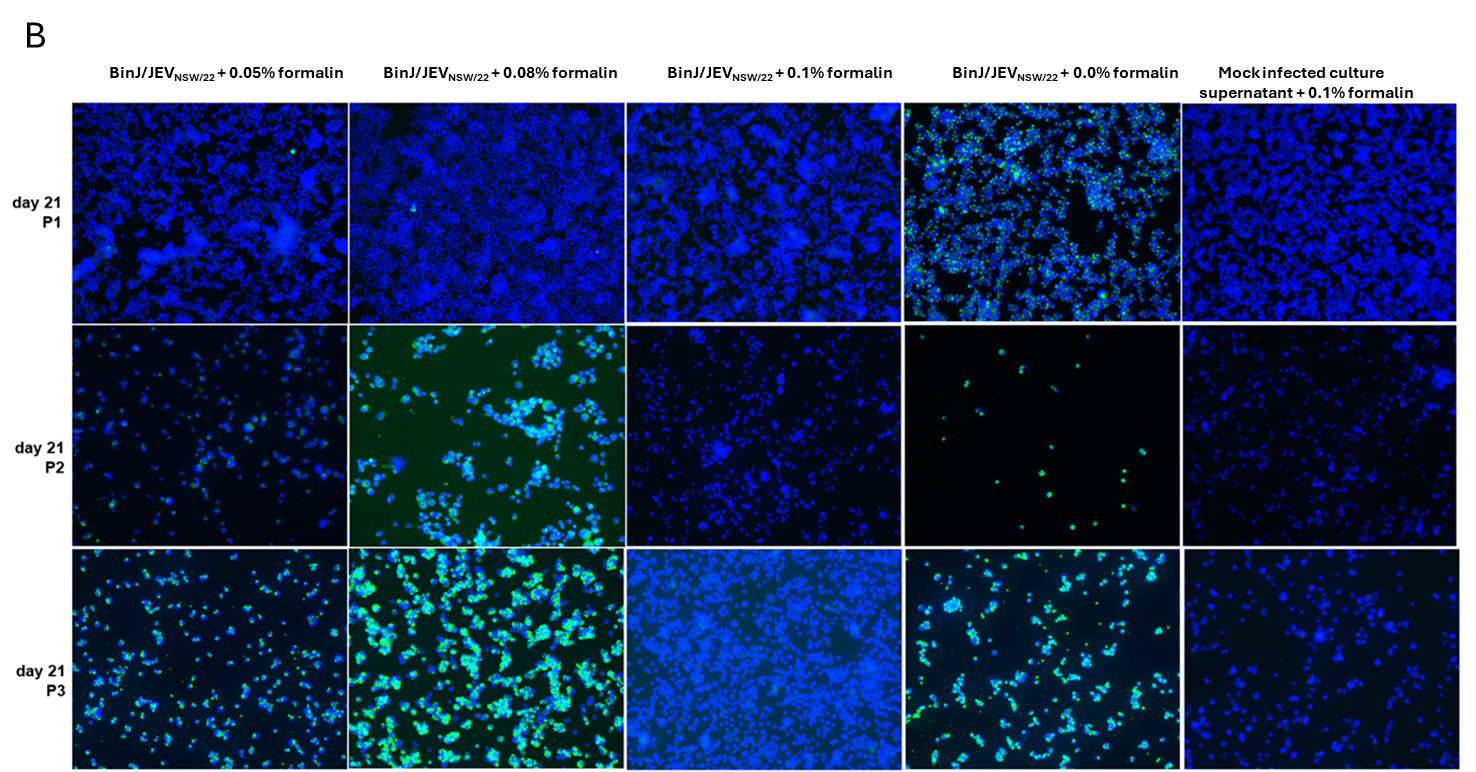 B
BinJ/JEVNSW/22 + 0.05% formalin
BinJ/JEVNSW/22 + 0.08% formalin
BinJ/JEVNSW/22 + 0.1% formalin
BinJ/JEVNSW/22 + 0.0% formalin
Mock infected culture
supernatant + 0.1% formalin
day 21
P1
day 21
P2
day 21
P3